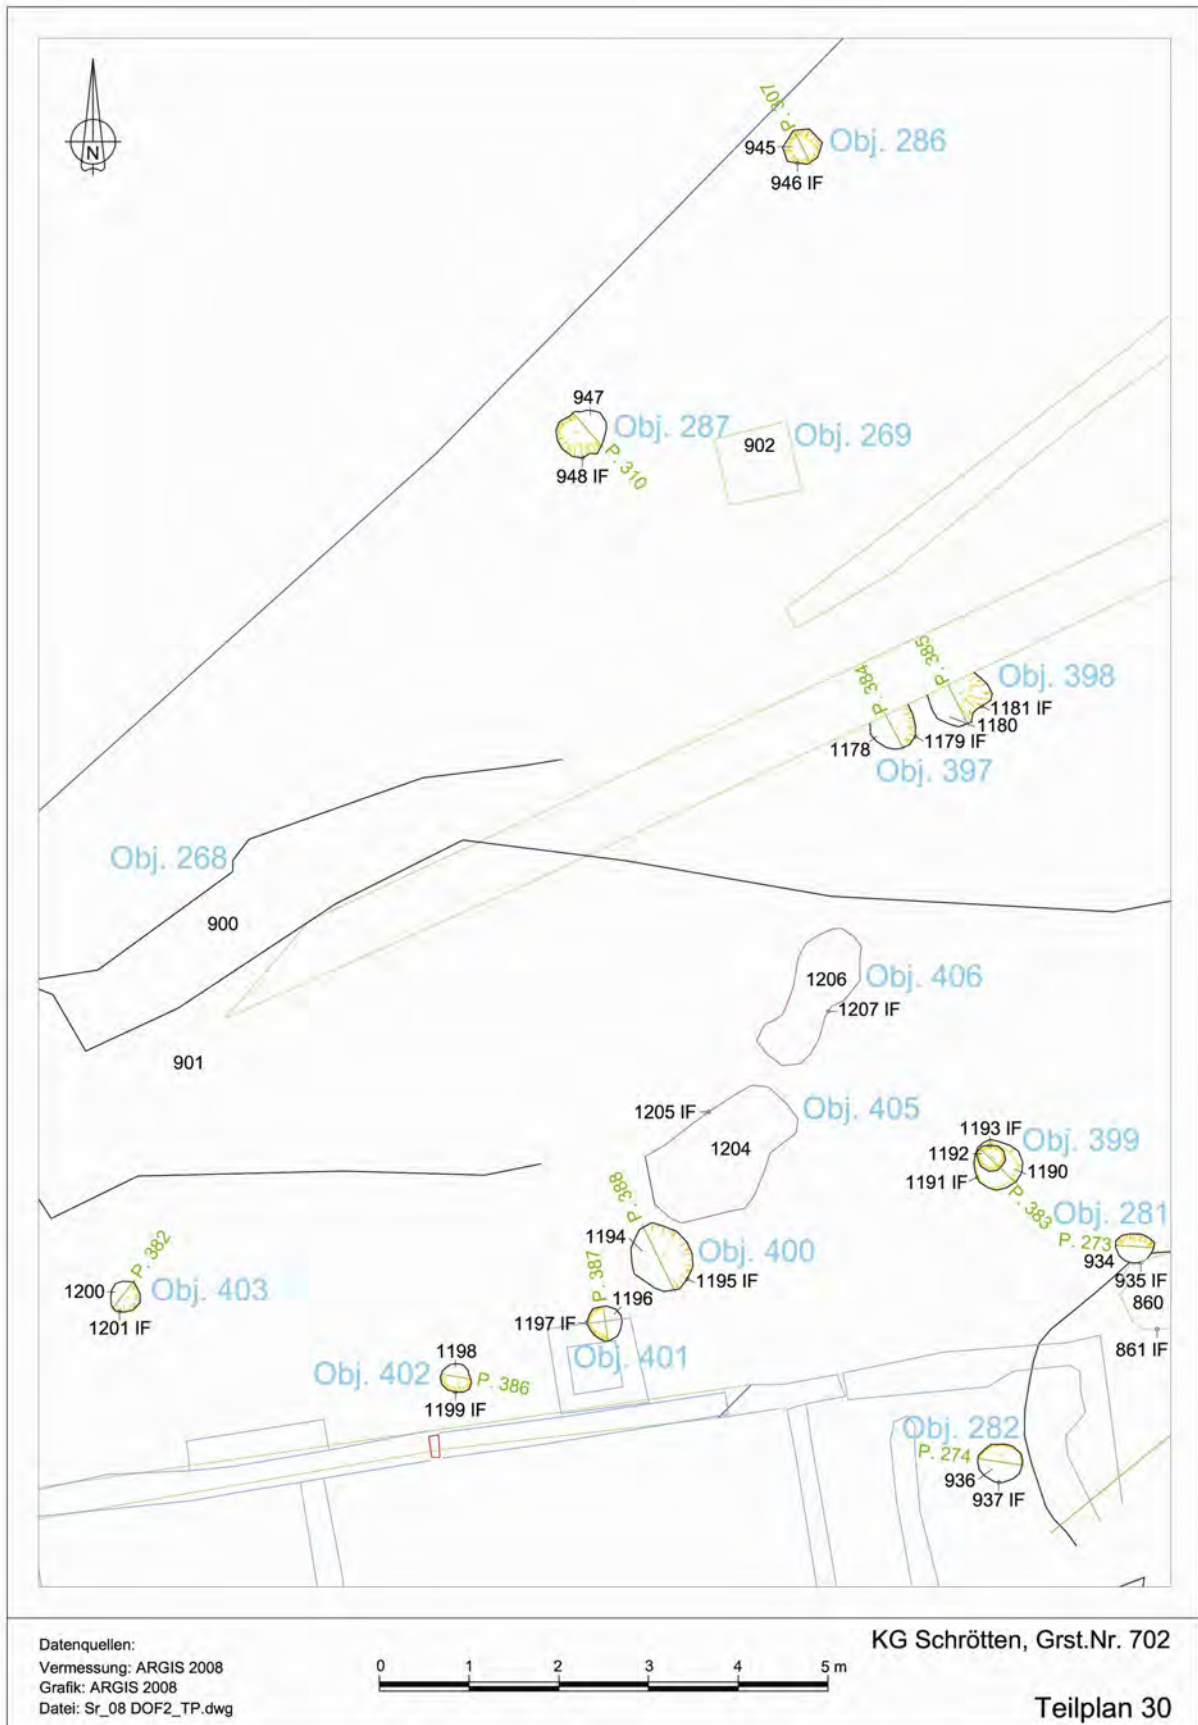 N
P. 307
945
Obj. 286
946 IF
947
Obj. 287
P. 310
948 IF
902
Obj. 269
P. 385
P. 384
Obj. 398
1181 IF
1180
1178
1179 IF
Obj. 397
Obj. 268
900
901
1206
Obj. 406
1207 IF
1205 IF
Obj. 405
1204
1193 IF
Obj. 399
1192
1190
1191 IF
P. 383
Obj. 281
P. 273
934
935 IF
860
861 IF
P. 388
1194
Obj. 400
1195 IF
P. 387
1196
1197 IF
Obj. 401
P. 382
1200
Obj. 403
1201 IF
1198
Obj. 402
P. 386
1199 IF
Obj. 282
P. 274
936
937 IF
Datenquellen:
Vermessung: ARGIS 2008
Grafik: ARGIS 2008
Datei: Sr_08 DOF2_TP.dwg
0 1 2 3 4 5 m
KG Schrötten, Grst.Nr. 702
Teilplan 30